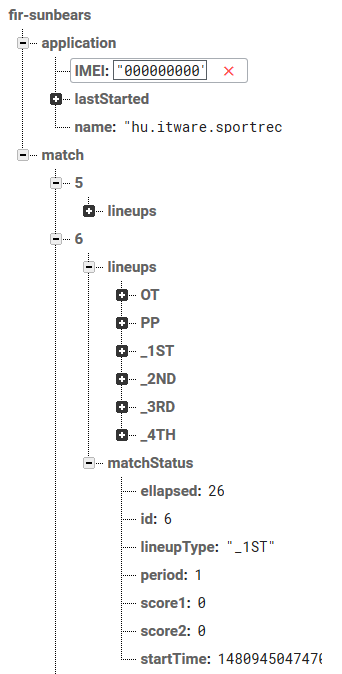 fir-sunbears
application
IMEI: "000000000"
lastStarted
name: "hu.itware.sportrec
match
5
lineups
6
lineups
OT
PP
_1ST
_2ND
_3RD
_4TH
matchStatus
ellapsed: 26
id: 6
lineupType: "_1ST"
period: 1
score1: 0
score2: 0
startTime: 1480945047470